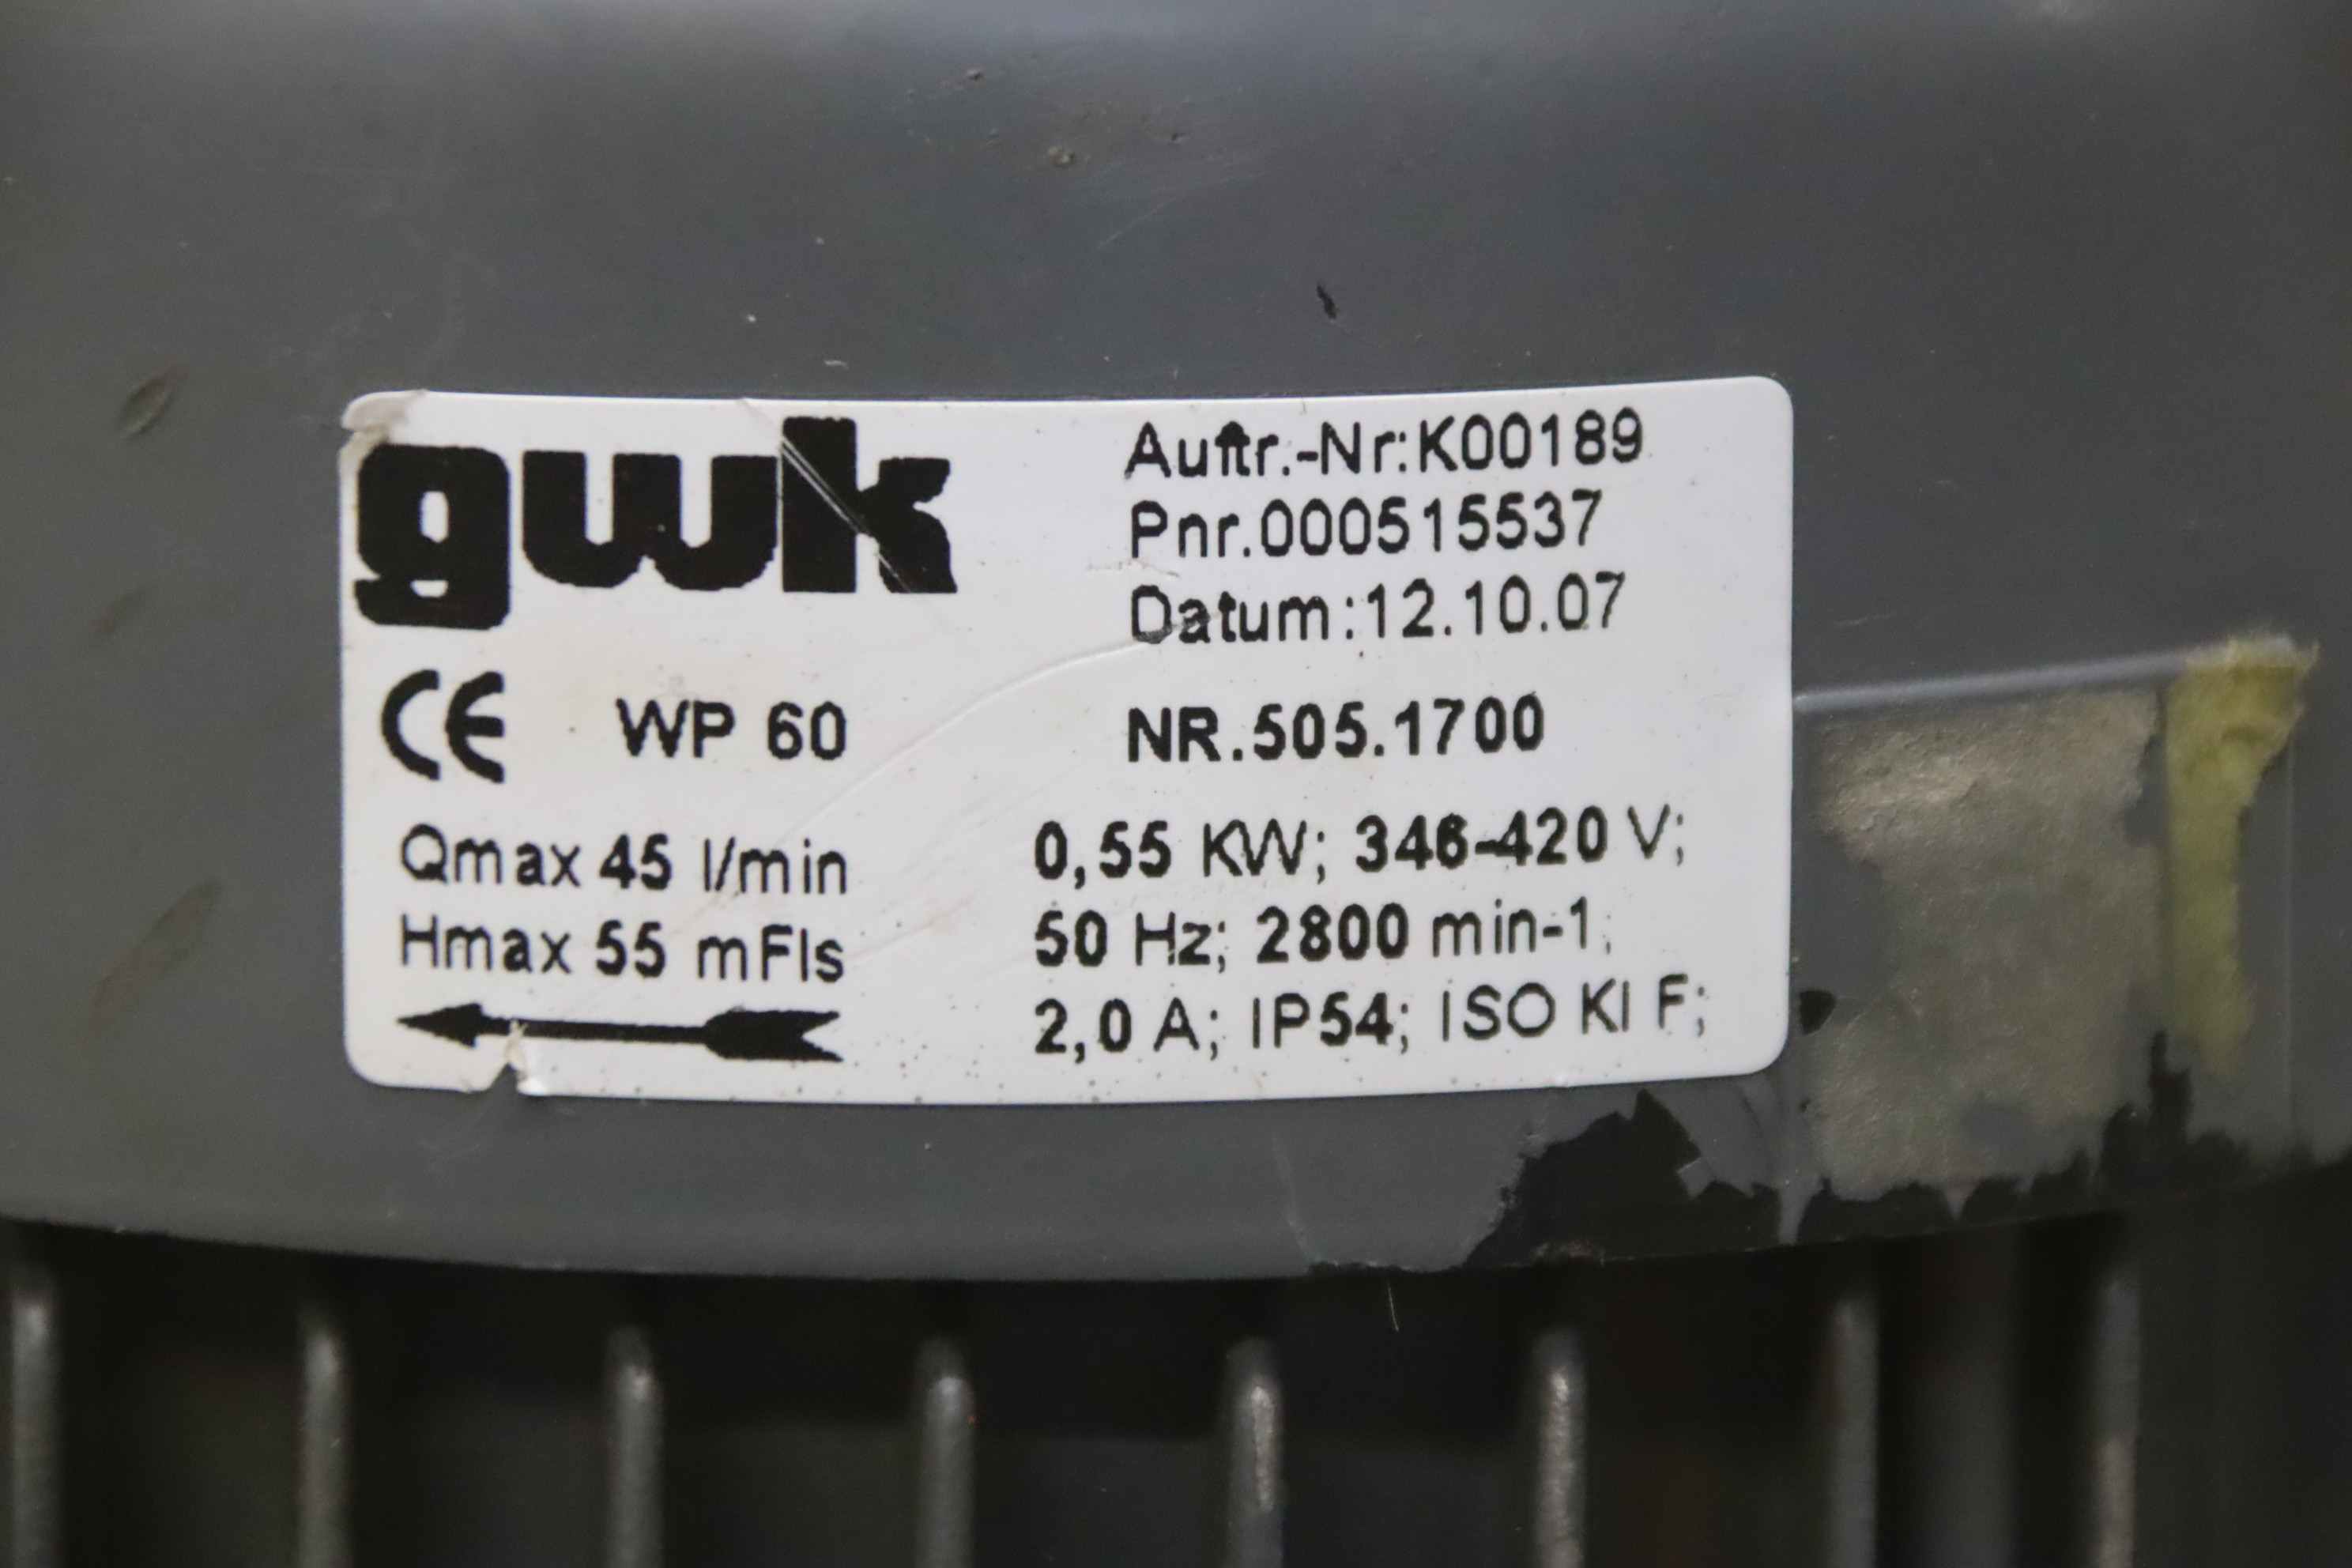 gwk
Auftr.-Nr:K00189
Pnr.000515537
Datum:12.10.07
CE WP 60 NR.505.1700
Qmax 45 l/min
Hmax 55 mFls
0,55 KW; 346-420 V;
50 Hz; 2800 min-1;
2,0 A; IP54; ISO Kl F;